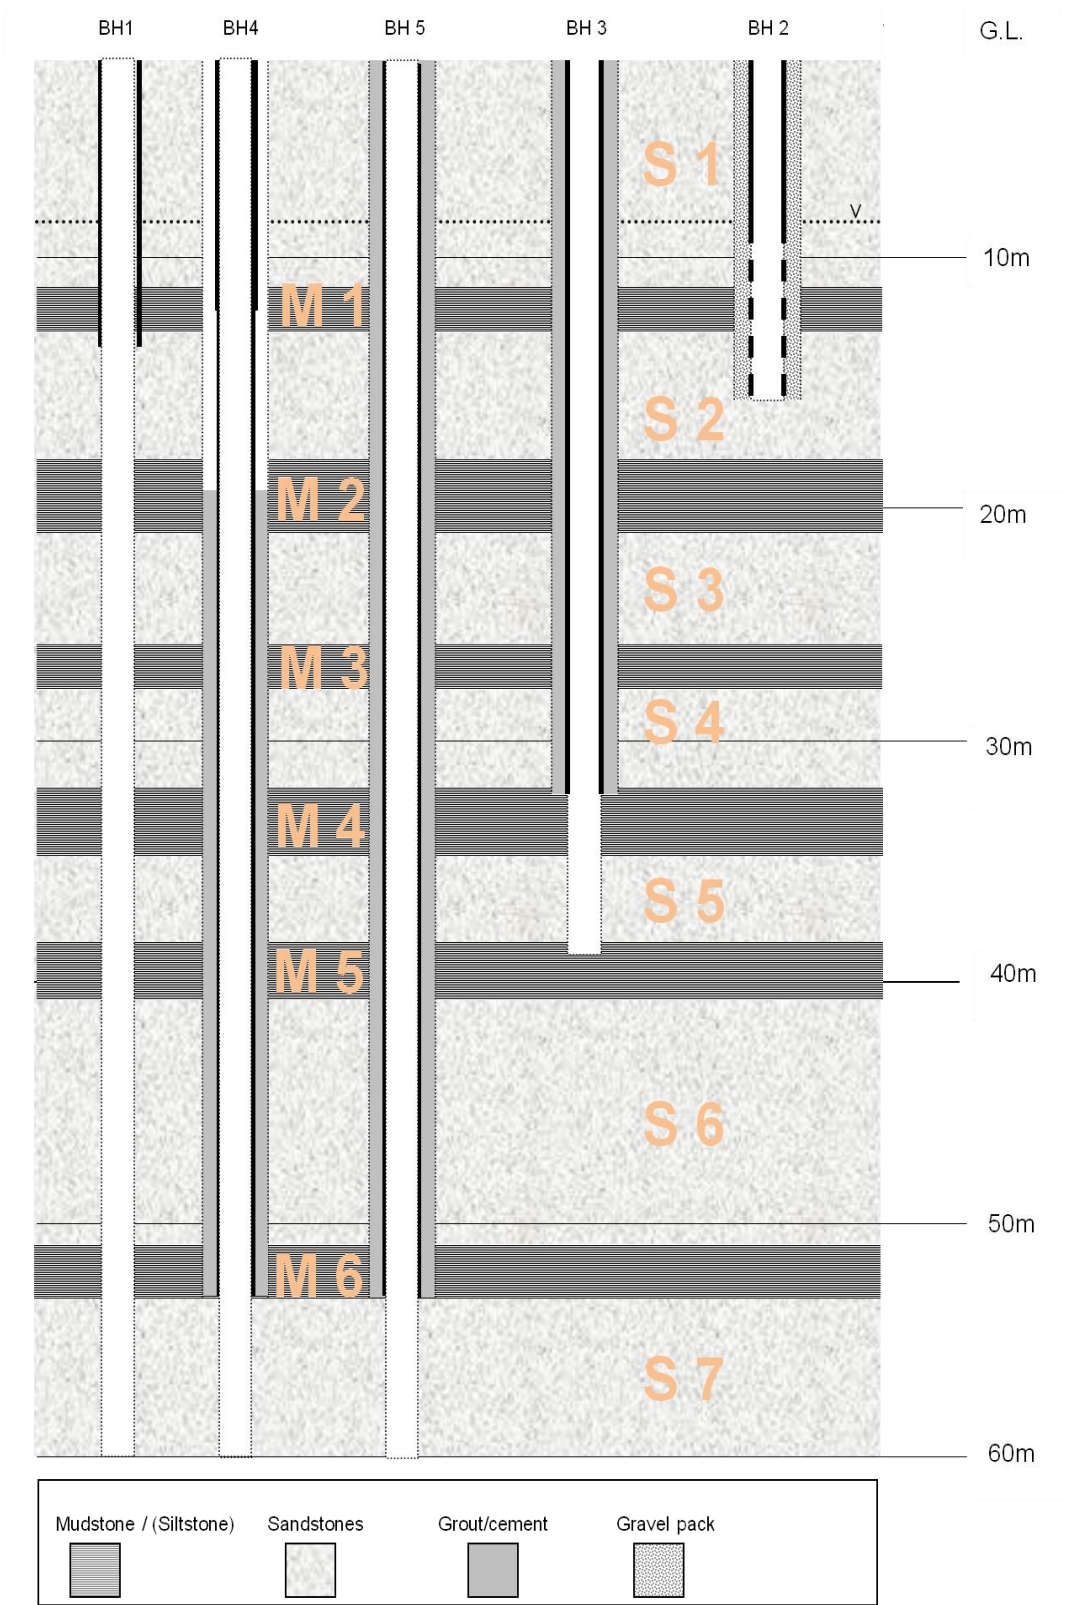 BH1 BH4 BH 5 BH 3 BH 2 G.L.
S 1
V
10m
M 1
S 2
M 2
20m
S 3
M 3
S 4
30m
M 4
S 5
M 5
40m
S 6
50m
M 6
S 7
60m
Mudstone / (Siltstone) Sandstones Grout/cement Gravel pack